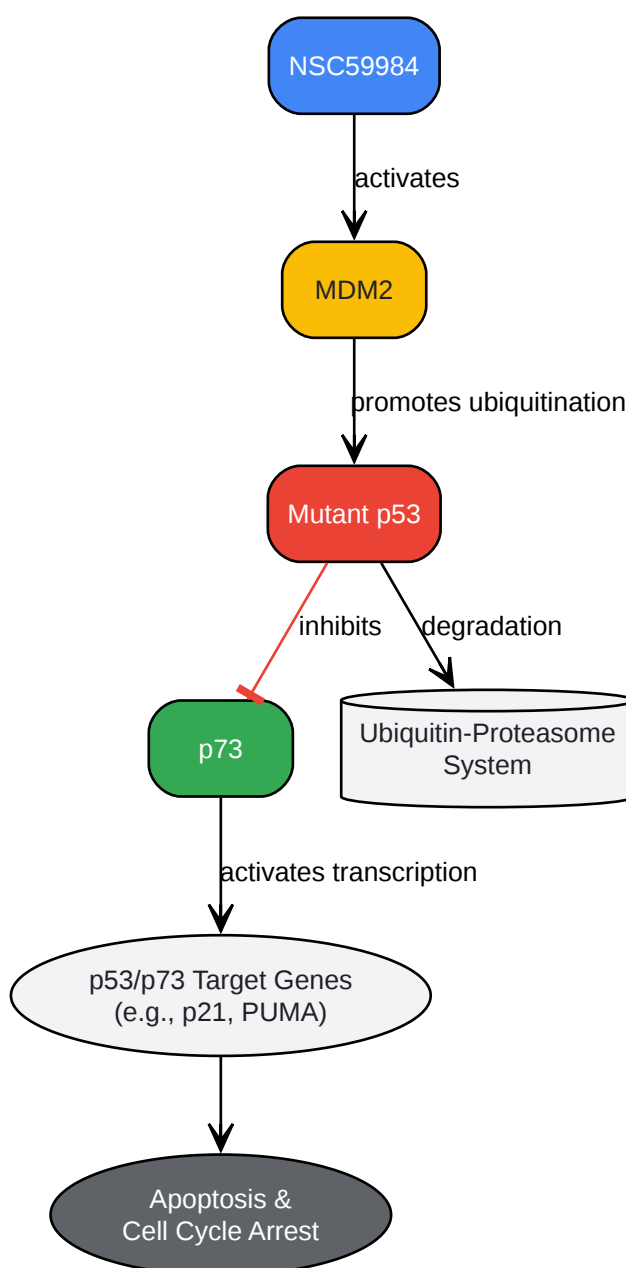 NSC59984
activates
MDM2
promotes ubiquitination
Mutant p53
inhibits
degradation
p73
Ubiquitin-Proteasome
System
activates transcription
p53/p73 Target Genes
(e.g., p21, PUMA)
Apoptosis &
Cell Cycle Arrest